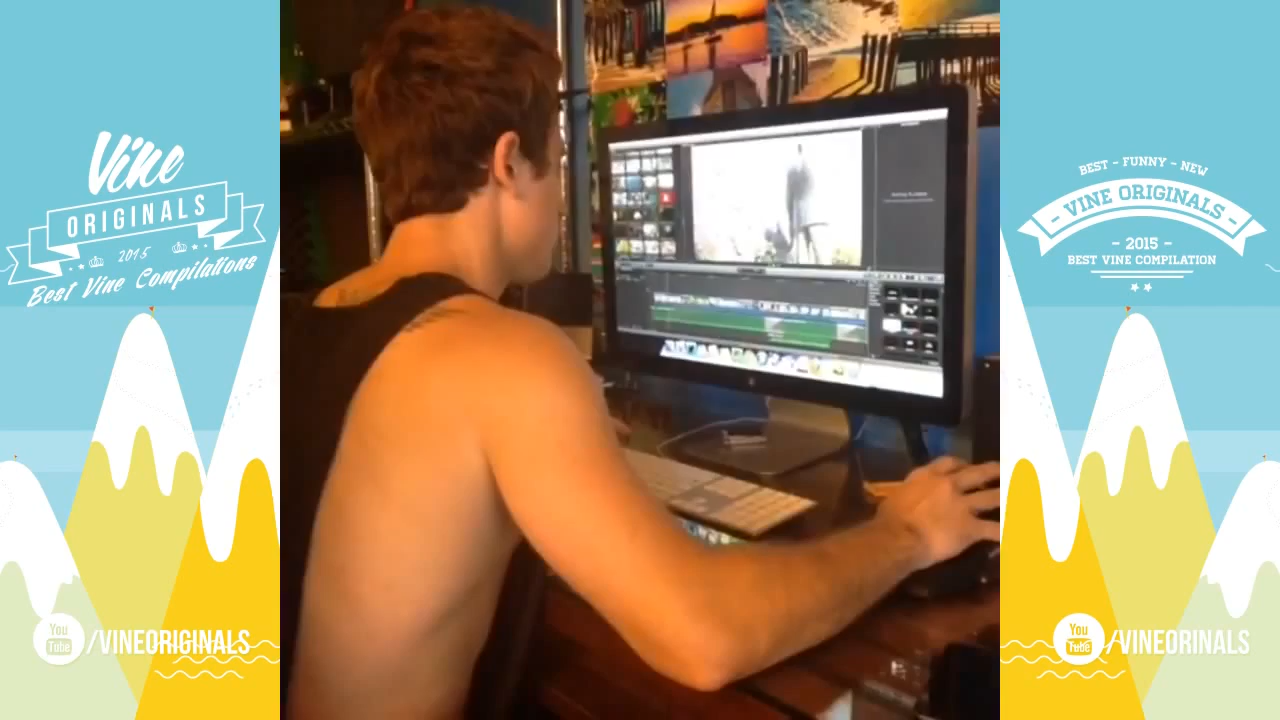 Vine
ORIGINALS
2015
Best Vine Compilations
You
Tube
/VINEORIGINALS
BEST - FUNNY - NEW
- VINE ORIGINALS -
- 2015 -
BEST VINE COMPILATION
You
Tube
/VINEORINALS